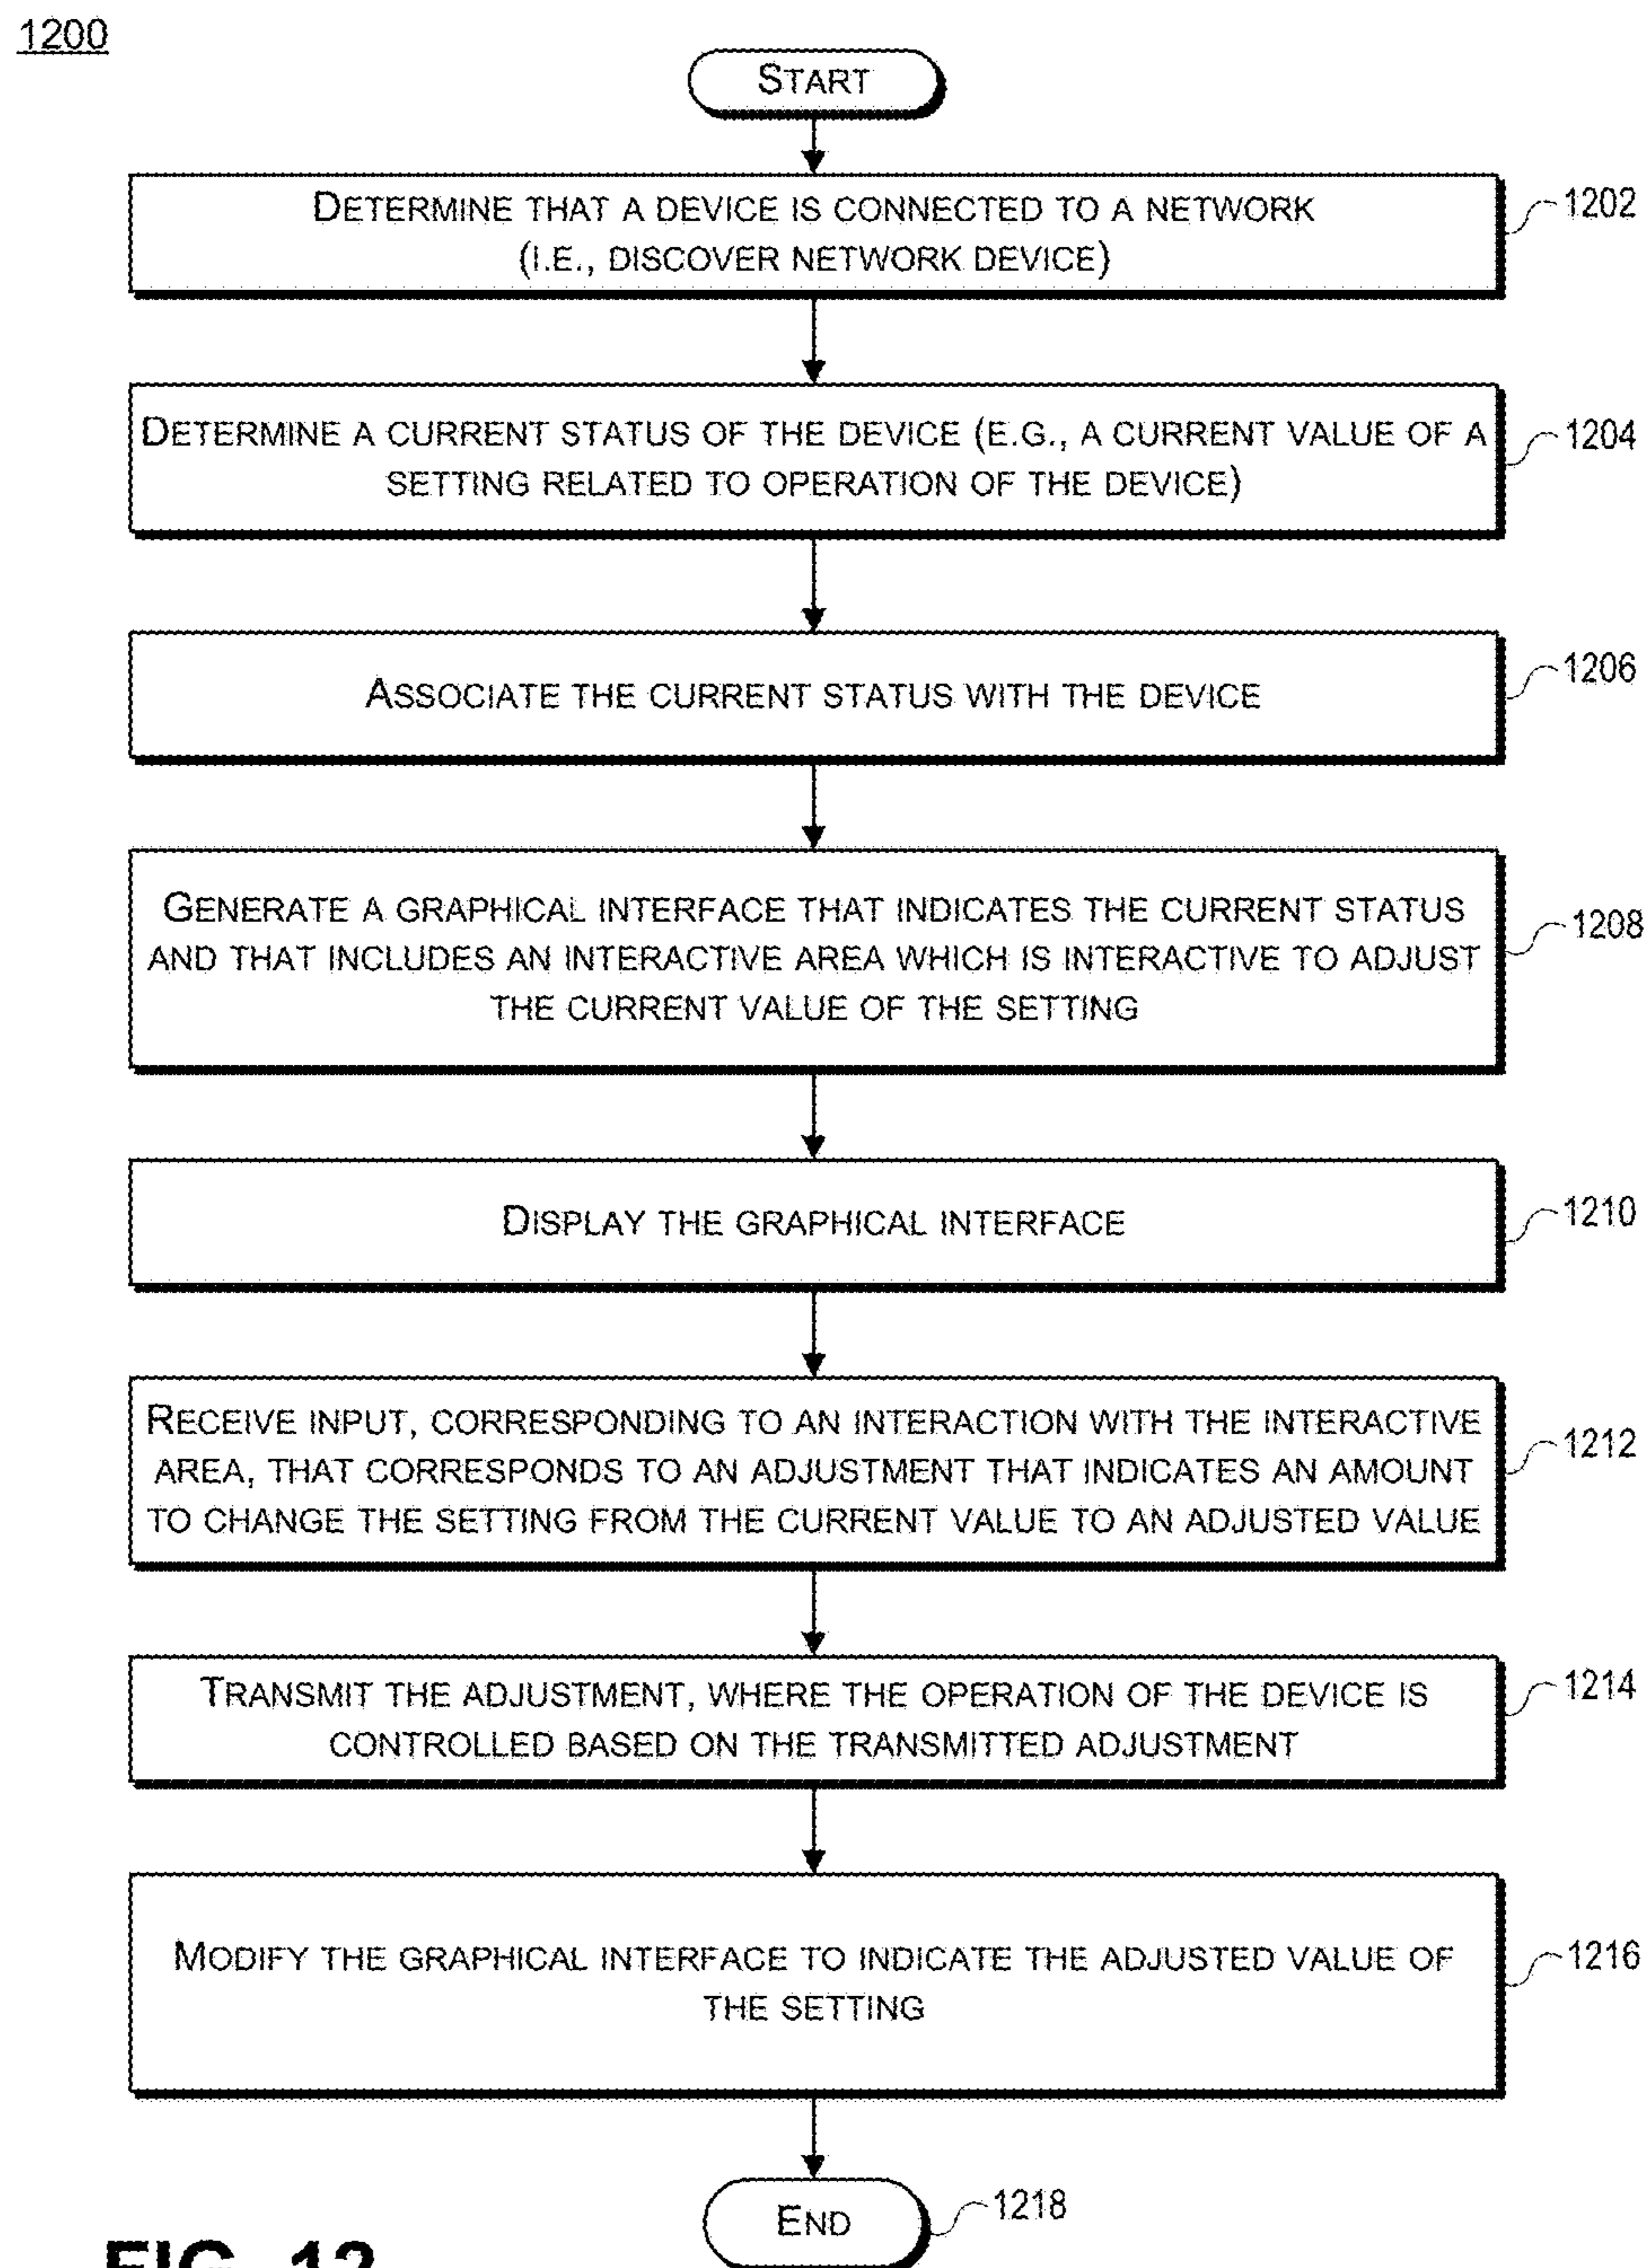 1200
START
DETERMINE THAT A DEVICE IS CONNECTED TO A NETWORK
(I.E., DISCOVER NETWORK DEVICE)
1202
DETERMINE A CURRENT STATUS OF THE DEVICE (E.G., A CURRENT VALUE OF A
SETTING RELATED TO OPERATION OF THE DEVICE)
1204
ASSOCIATE THE CURRENT STATUS WITH THE DEVICE
1206
GENERATE A GRAPHICAL INTERFACE THAT INDICATES THE CURRENT STATUS
AND THAT INCLUDES AN INTERACTIVE AREA WHICH IS INTERACTIVE TO ADJUST
THE CURRENT VALUE OF THE SETTING
1208
DISPLAY THE GRAPHICAL INTERFACE
1210
RECEIVE INPUT, CORRESPONDING TO AN INTERACTION WITH THE INTERACTIVE
AREA, THAT CORRESPONDS TO AN ADJUSTMENT THAT INDICATES AN AMOUNT
TO CHANGE THE SETTING FROM THE CURRENT VALUE TO AN ADJUSTED VALUE
1212
TRANSMIT THE ADJUSTMENT, WHERE THE OPERATION OF THE DEVICE IS
CONTROLLED BASED ON THE TRANSMITTED ADJUSTMENT
1214
MODIFY THE GRAPHICAL INTERFACE TO INDICATE THE ADJUSTED VALUE OF
THE SETTING
1216
END
1218
FIG. 12